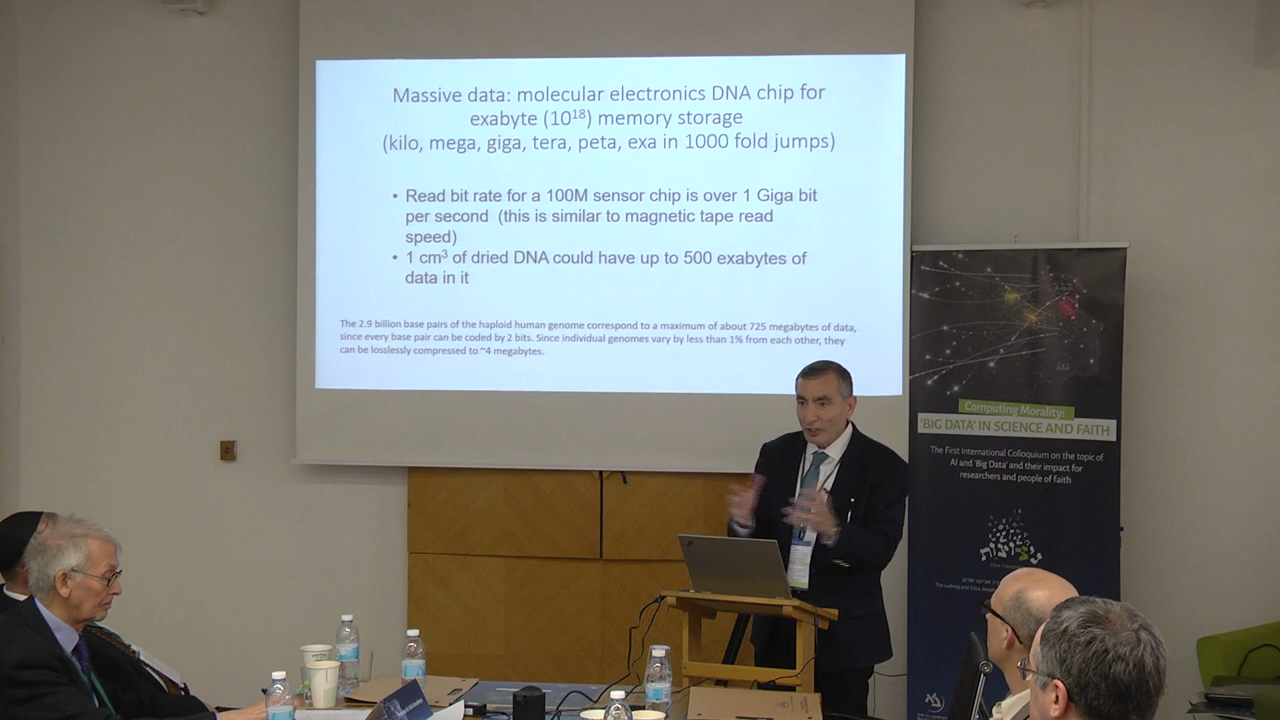 Massive data: molecular electronics DNA chip for
exabyte (10¹⁸) memory storage
(kilo, mega, giga, tera, peta, exa in 1000 fold jumps)
• Read bit rate for a 100M sensor chip is over 1 Giga bit
per second (this is similar to magnetic tape read
speed)
• 1 cm³ of dried DNA could have up to 500 exabytes of
data in it
The 2.9 billion base pairs of the haploid human genome correspond to a maximum of about 725 megabytes of data,
since every base pair can be coded by 2 bits. Since individual genomes vary by less than 1% from each other, they
can be losslessly compressed to ~4 megabytes.
Computing Morality:
'BIG DATA' IN SCIENCE AND FAITH
The First International Colloquium on the topic of
AI and 'Big Data' and their impact for
researchers and people of faith